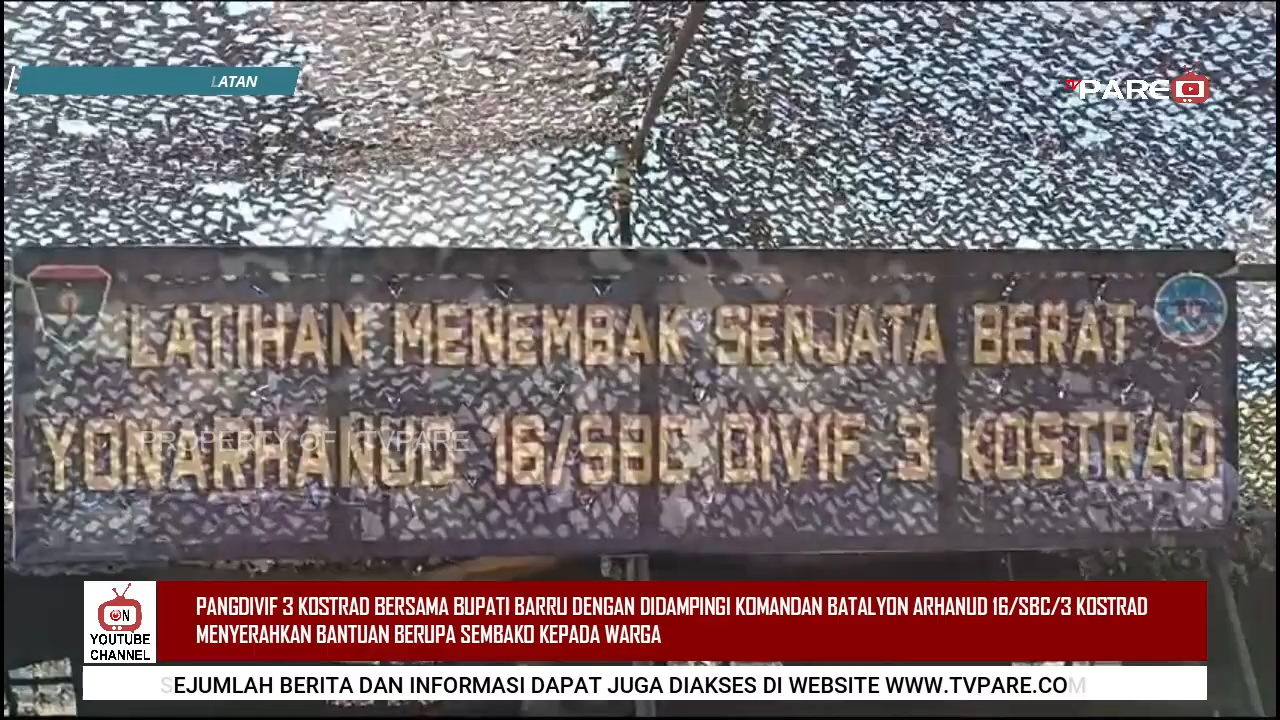 LATAN
TV PARE
LATIHAN MENEMBAK SENJATA BERAT
YONARHANUD 16/SBC DIVIF 3 KOSTRAD
PROPERTY OF : TVPARE
PANGDIVIF 3 KOSTRAD BERSAMA BUPATI BARRU DENGAN DIDAMPINGI KOMANDAN BATALYON ARHANUD 16/SBC/3 KOSTRAD
MENYERAHKAN BANTUAN BERUPA SEMBAKO KEPADA WARGA
ON
YOUTUBE
CHANNEL
SEJUMLAH BERITA DAN INFORMASI DAPAT JUGA DIAKSES DI WEBSITE WWW.TVPARE.COM